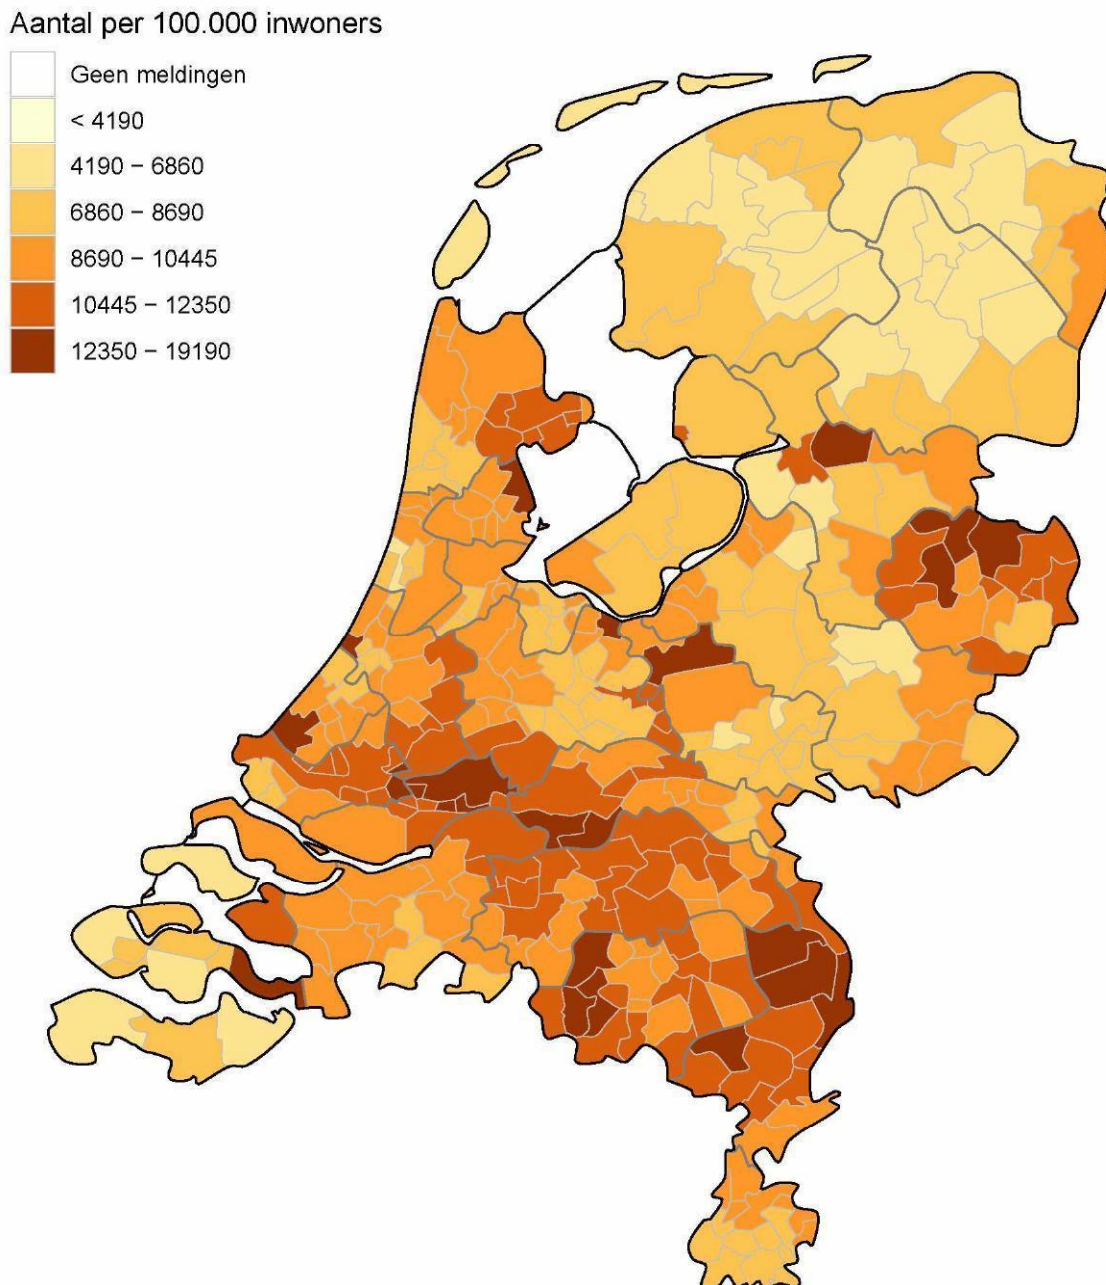 Aantal per 100.000 inwoners
Geen meldingen
< 4190
4190 − 6860
6860 − 8690
8690 − 10445
10445 − 12350
12350 − 19190